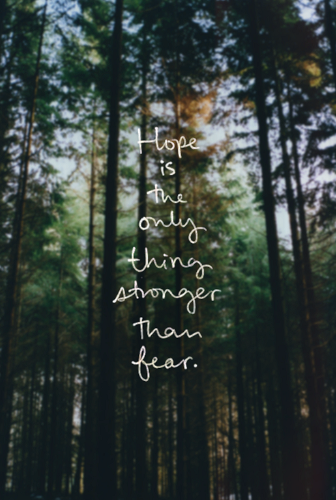 Hope
is
the
only
thing
stronger
than
fear.